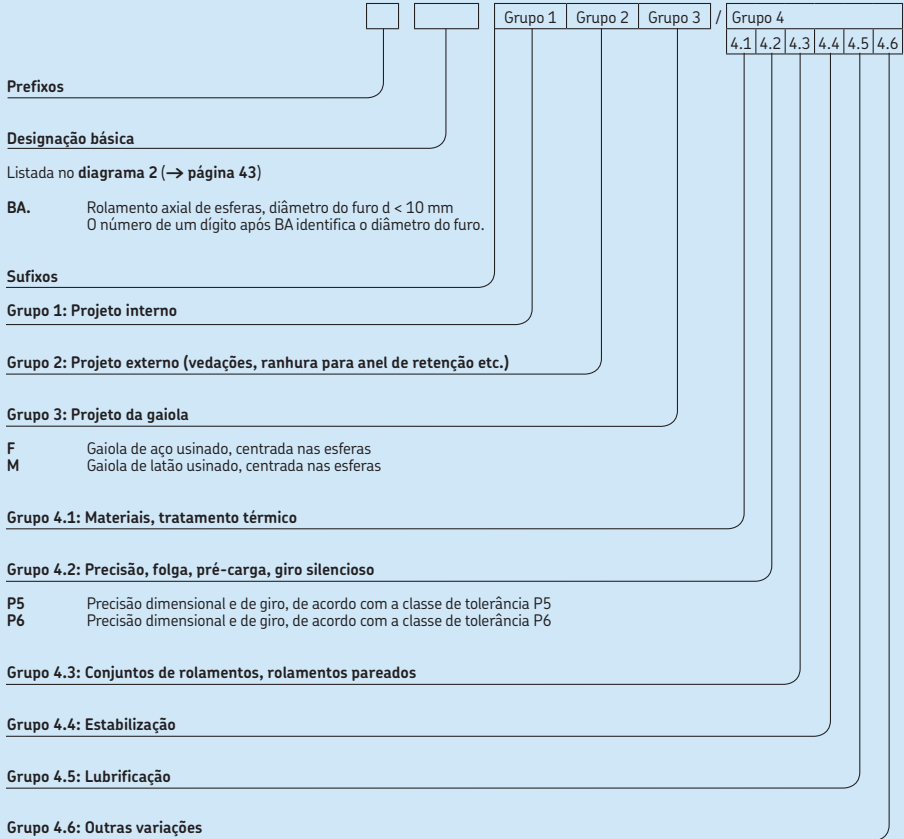 Grupo 1 Grupo 2 Grupo 3 / Grupo 4
4.1 4.2 4.3 4.4 4.5 4.6
Prefixos
Designação básica
Listada no diagrama 2 (→ página 43)
BA. Rolamento axial de esferas, diâmetro do furo d < 10 mm
O número de um dígito após BA identifica o diâmetro do furo.
Sufixos
Grupo 1: Projeto interno
Grupo 2: Projeto externo (vedações, ranhura para anel de retenção etc.)
Grupo 3: Projeto da gaiola
F Gaiola de aço usinado, centrada nas esferas
M Gaiola de latão usinado, centrada nas esferas
Grupo 4.1: Materiais, tratamento térmico
Grupo 4.2: Precisão, folga, pré-carga, giro silencioso
P5 Precisão dimensional e de giro, de acordo com a classe de tolerância P5
P6 Precisão dimensional e de giro, de acordo com a classe de tolerância P6
Grupo 4.3: Conjuntos de rolamentos, rolamentos pareados
Grupo 4.4: Estabilização
Grupo 4.5: Lubrificação
Grupo 4.6: Outras variações